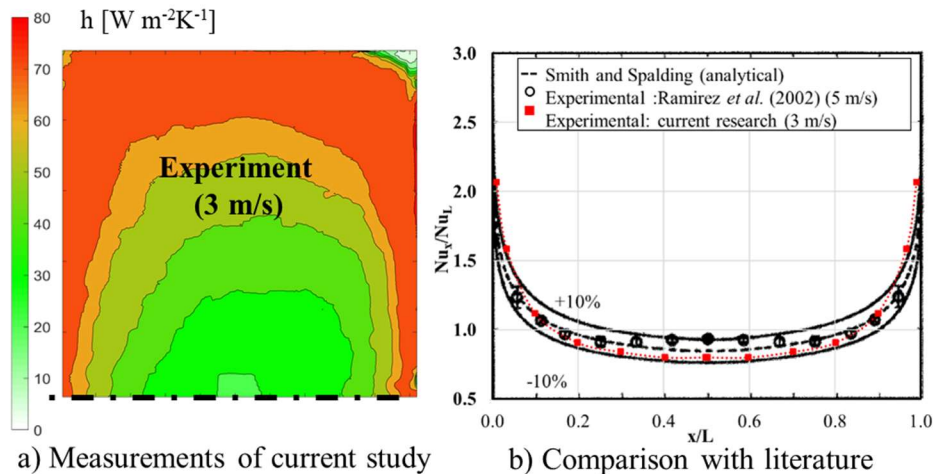 h [W m-2K-1]
80
70
60
50
40
30
20
10
0
Experiment
(3 m/s)
a) Measurements of current study
3.0
2.5
2.0
1.5
1.0
0.5
Nux/NuL
Smith and Spalding (analytical)
Experimental :Ramirez et al. (2002) (5 m/s)
Experimental: current research (3 m/s)
+10%
-10%
0.0 0.2 0.4 0.6 0.8 1.0
x/L
b) Comparison with literature